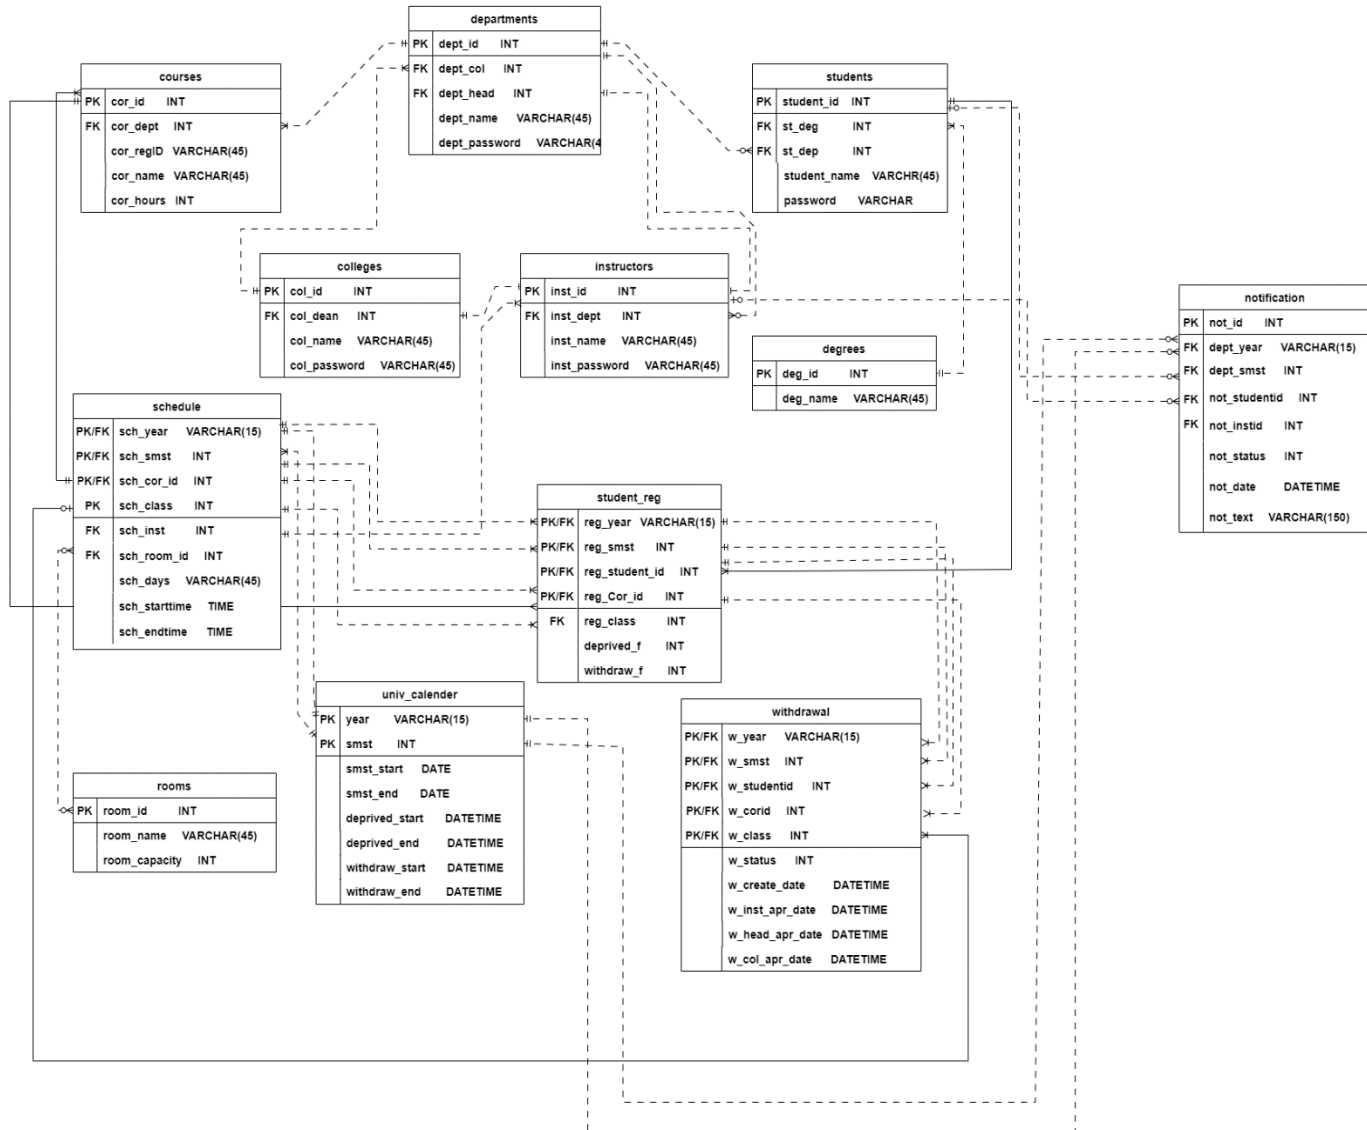 departments
PK dept_id INT
FK dept_col INT
FK dept_head INT
dept_name VARCHAR(45)
dept_password VARCHAR(4
courses
PK cor_id INT
FK cor_dept INT
cor_regID VARCHAR(45)
cor_name VARCHAR(45)
cor_hours INT
students
PK student_id INT
FK st_deg INT
FK st_dep INT
student_name VARCHR(45)
password VARCHAR
colleges
PK col_id INT
FK col_dean INT
col_name VARCHAR(45)
col_password VARCHAR(45)
instructors
PK inst_id INT
FK inst_dept INT
inst_name VARCHAR(45)
inst_password VARCHAR(45)
degrees
PK deg_id INT
deg_name VARCHAR(45)
notification
PK not_id INT
FK dept_year VARCHAR(15)
FK dept_smst INT
FK not_studentid INT
FK not_instid INT
not_status INT
not_date DATETIME
not_text VARCHAR(150)
schedule
PK/FK sch_year VARCHAR(15)
PK/FK sch_smst INT
PK/FK sch_cor_id INT
PK sch_class INT
FK sch_inst INT
FK sch_room_id INT
sch_days VARCHAR(45)
sch_starttime TIME
sch_endtime TIME
student_reg
PK/FK reg_year VARCHAR(15)
PK/FK reg_smst INT
PK/FK reg_student_id INT
PK/FK reg_Cor_id INT
FK reg_class INT
deprived_f INT
withdraw_f INT
univ_calender
PK year VARCHAR(15)
PK smst INT
smst_start DATE
smst_end DATE
deprived_start DATETIME
deprived_end DATETIME
withdraw_start DATETIME
withdraw_end DATETIME
withdrawal
PK/FK w_year VARCHAR(15)
PK/FK w_smst INT
PK/FK w_studentid INT
PK/FK w_corid INT
PK/FK w_class INT
w_status INT
w_create_date DATETIME
w_inst_apr_date DATETIME
w_head_apr_date DATETIME
w_col_apr_date DATETIME
rooms
PK room_id INT
room_name VARCHAR(45)
room_capacity INT